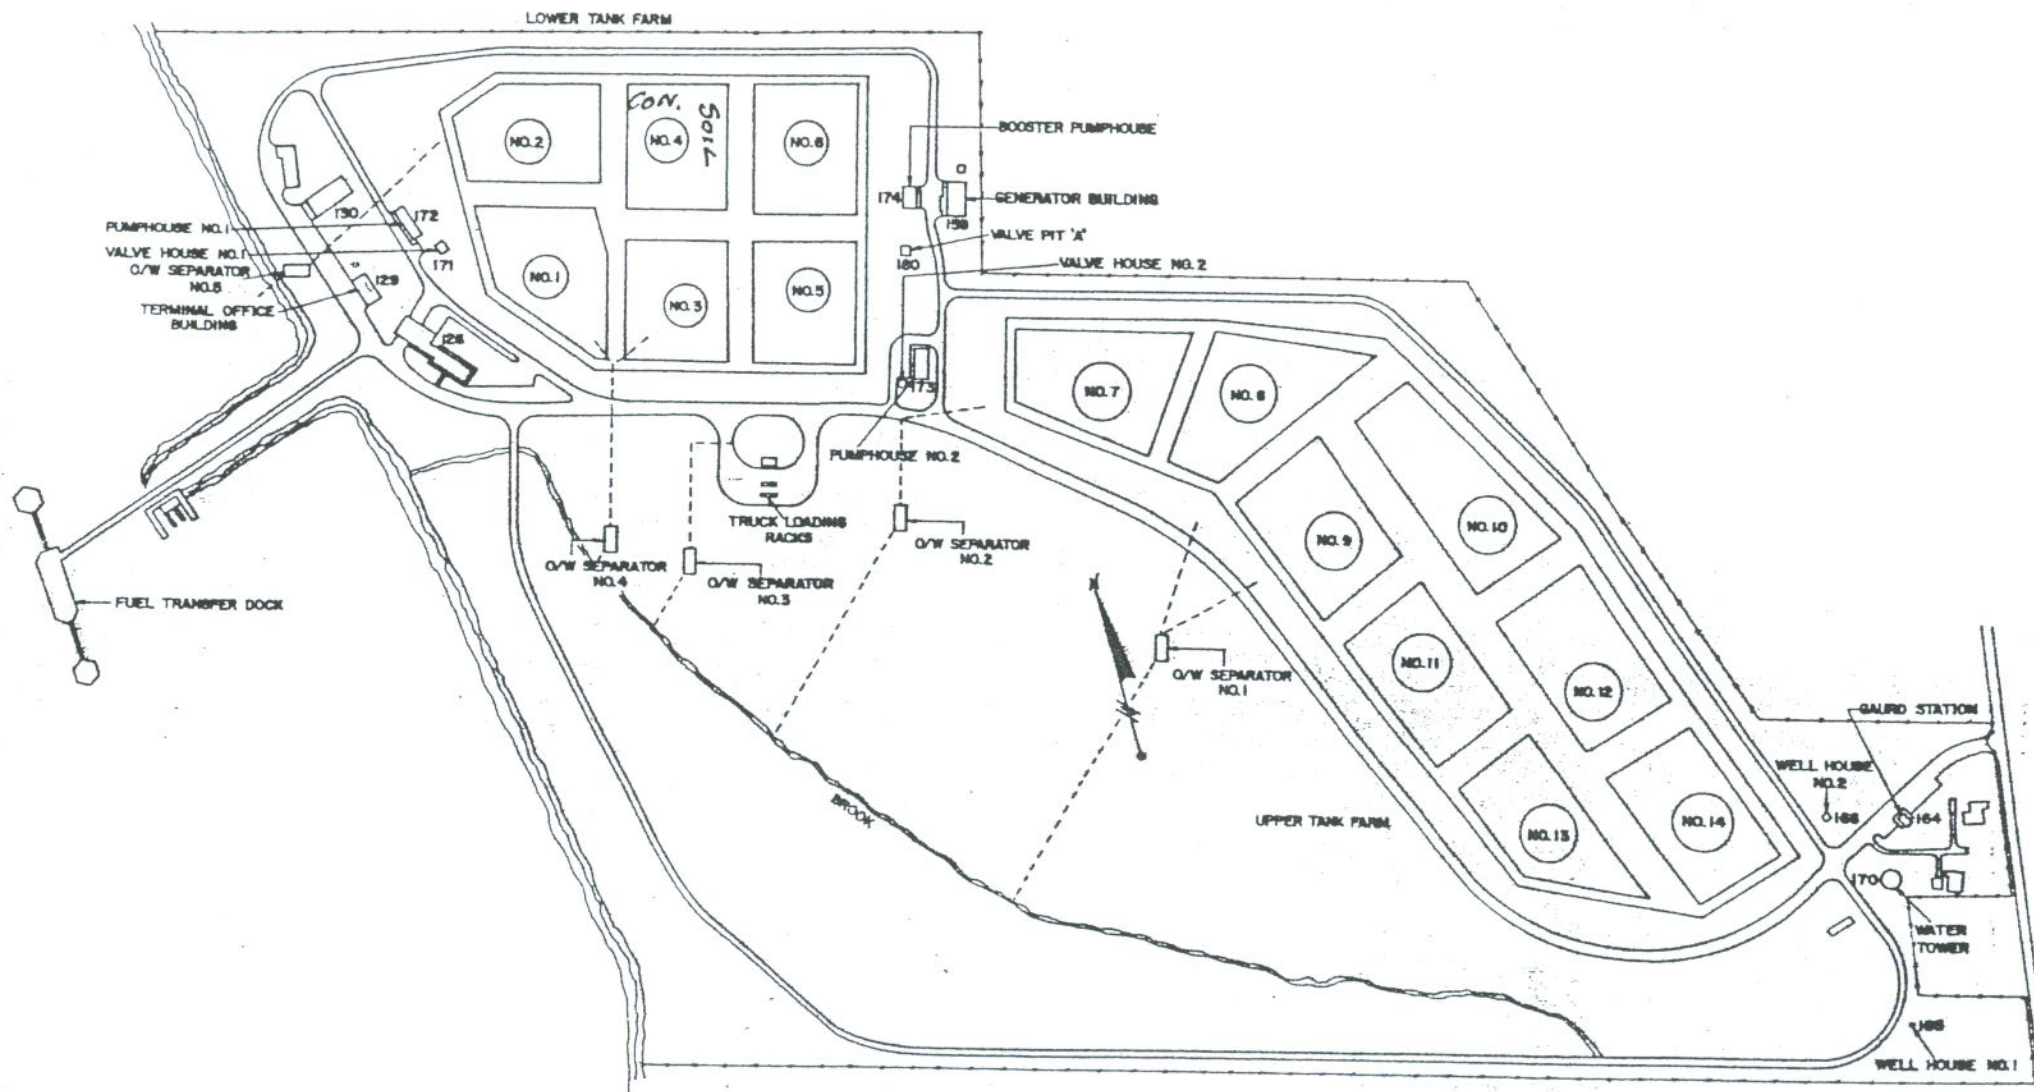 LOWER TANK FARM
CON.
SOIL
NO.2
NO.4
NO.6
BOOSTER PUMPHOUSE
174
GENERATOR BUILDING
159
130
172
PUMPHOUSE NO.1
VALVE HOUSE NO.1
171
O/W SEPARATOR
NO.5
129
TERMINAL OFFICE
BUILDING
126
NO.1
NO.3
NO.5
VALVE PIT 'A'
180
VALVE HOUSE NO.2
173
PUMPHOUSE NO.2
NO.7
NO.8
NO.9
NO.10
NO.11
NO.12
NO.13
NO.14
TRUCK LOADING
RACKS
O/W SEPARATOR
NO.4
O/W SEPARATOR
NO.3
O/W SEPARATOR
NO.2
O/W SEPARATOR
NO.1
FUEL TRANSFER DOCK
N
BROOK
UPPER TANK FARM
GAURD STATION
WELL HOUSE
NO.2
164
170
WATER
TOWER
WELL HOUSE NO.1